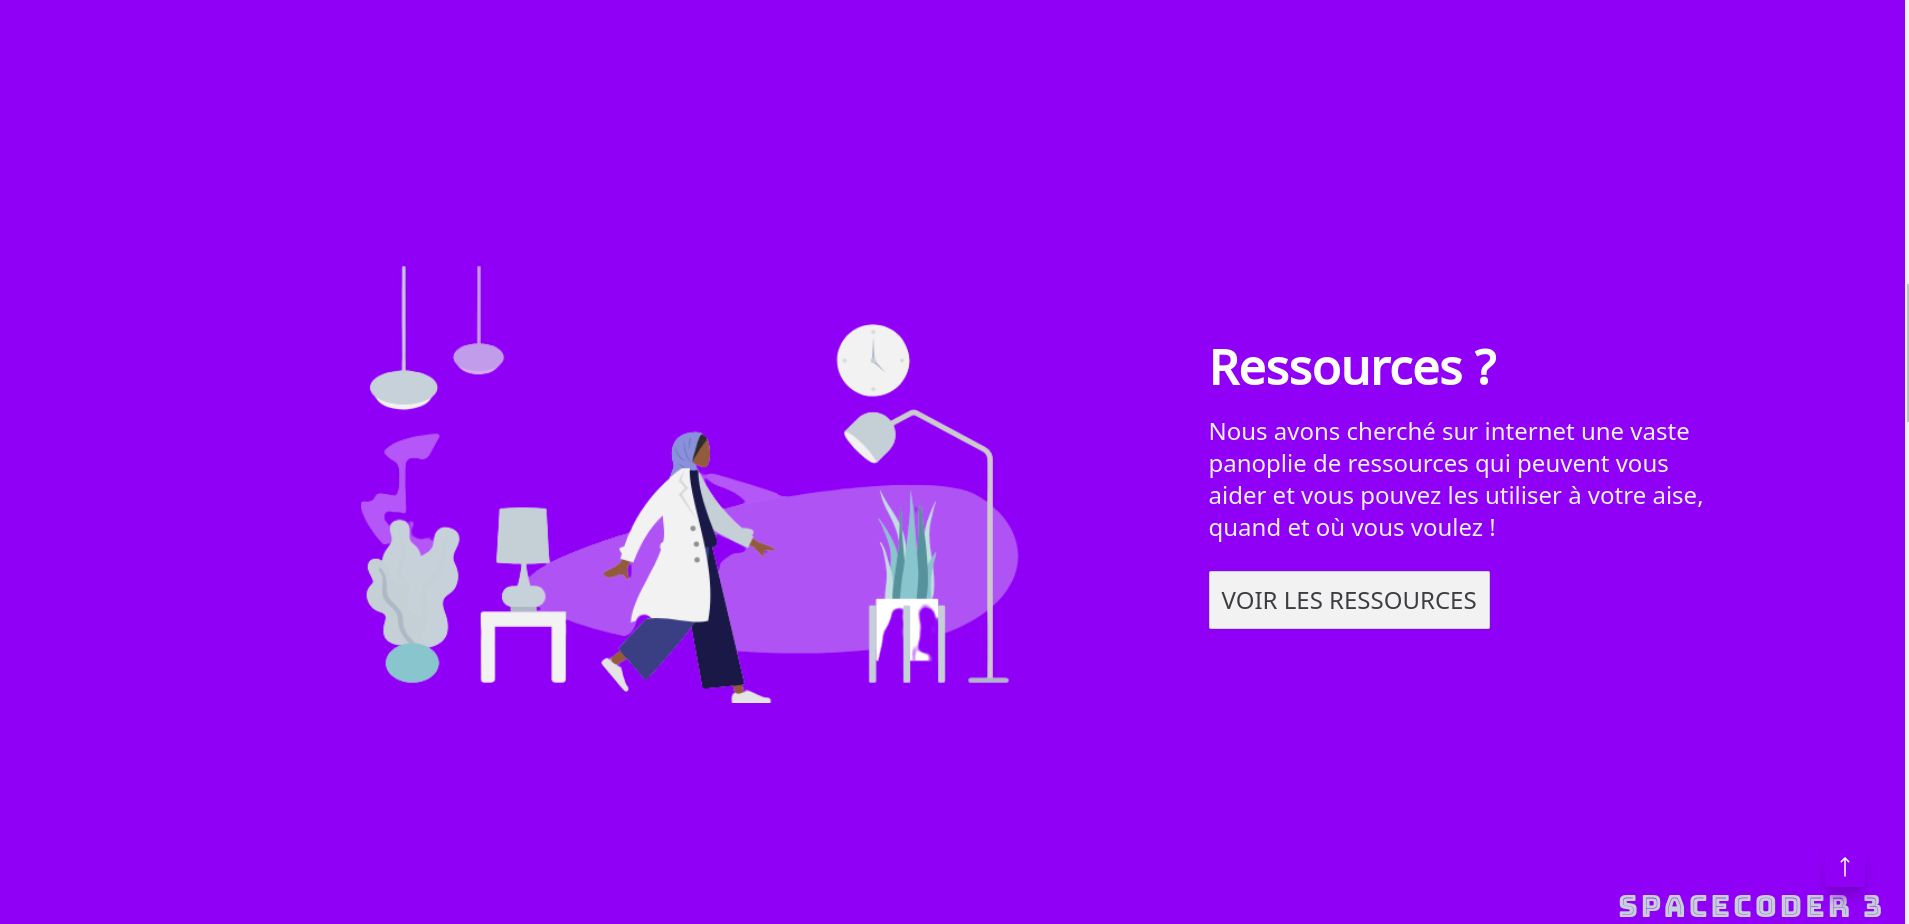 Ressources ?
Nous avons cherché sur internet une vaste
panoplie de ressources qui peuvent vous
aider et vous pouvez les utiliser à votre aise,
quand et où vous voulez !
VOIR LES RESSOURCES
↑
SPACECODER 3